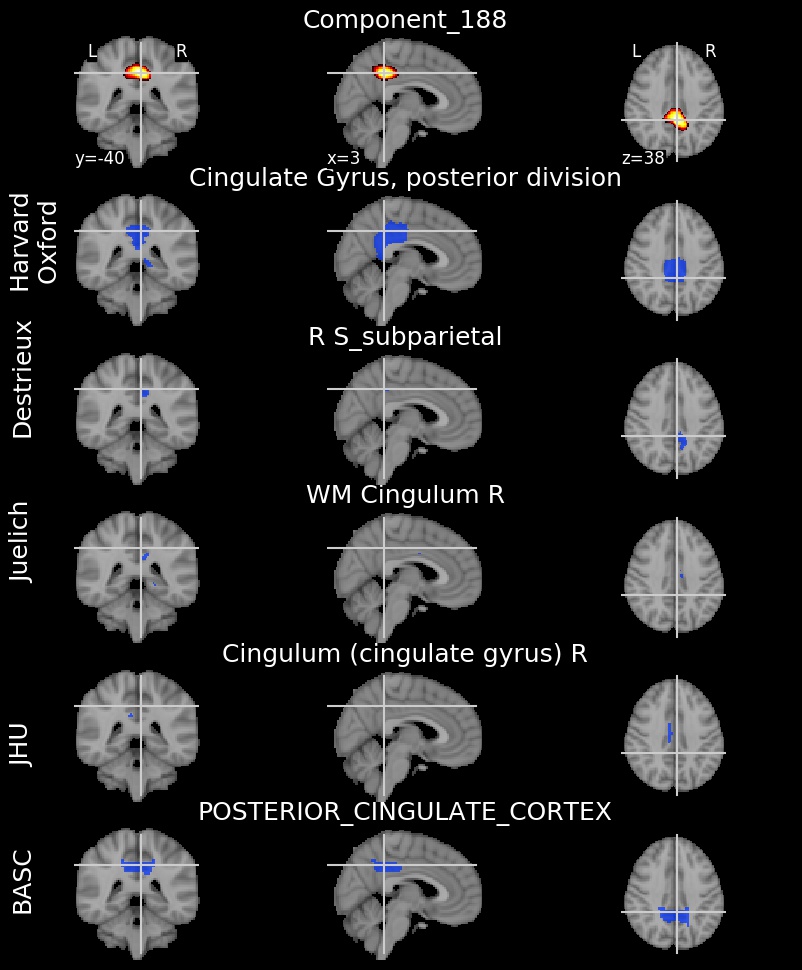 Component_188
L R L R
y=-40 x=3 z=38
Cingulate Gyrus, posterior division
Harvard
Oxford
R S_subparietal
Destrieux
WM Cingulum R
Juelich
Cingulum (cingulate gyrus) R
JHU
POSTERIOR_CINGULATE_CORTEX
BASC